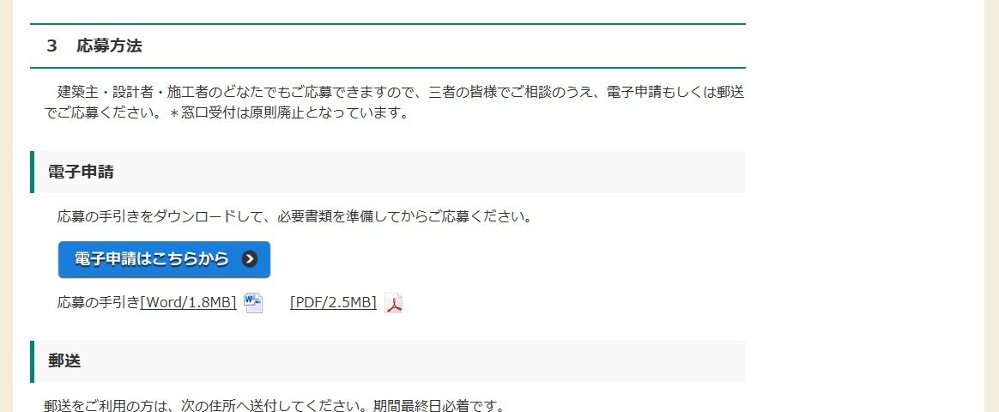 3　応募方法
建築主・設計者・施工者のどなたでもご応募できますので、三者の皆様でご相談のうえ、電子申請もしくは郵送
でご応募ください。＊窓口受付は原則廃止となっています。
電子申請
応募の手引きをダウンロードして、必要書類を準備してからご応募ください。
電子申請はこちらから
応募の手引き[Word/1.8MB]　[PDF/2.5MB]
郵送
郵送をご利用の方は、次の住所へ送付してください。期間最終日必着です。